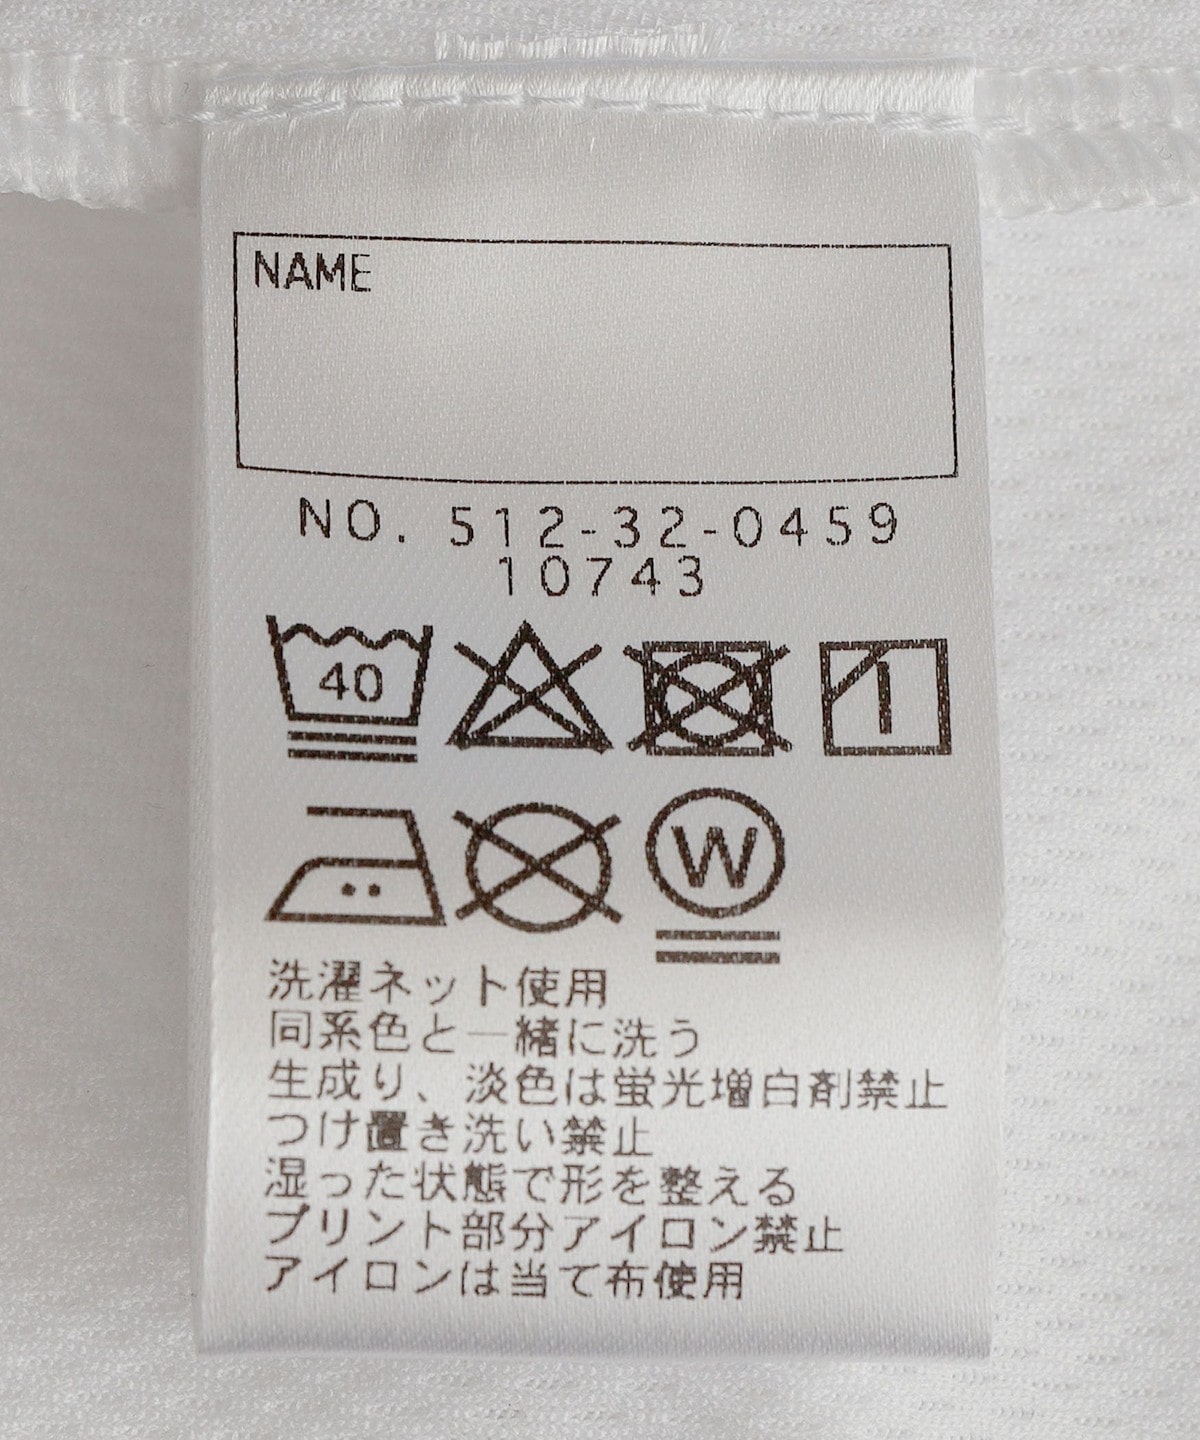 NAME
NO. 512-32-0459
10743
40
W
洗濯ネット使用
同系色と一緒に洗う
生成り、淡色は蛍光増白剤禁止
つけ置き洗い禁止
湿った状態で形を整える
プリント部分アイロン禁止
アイロンは当て布使用